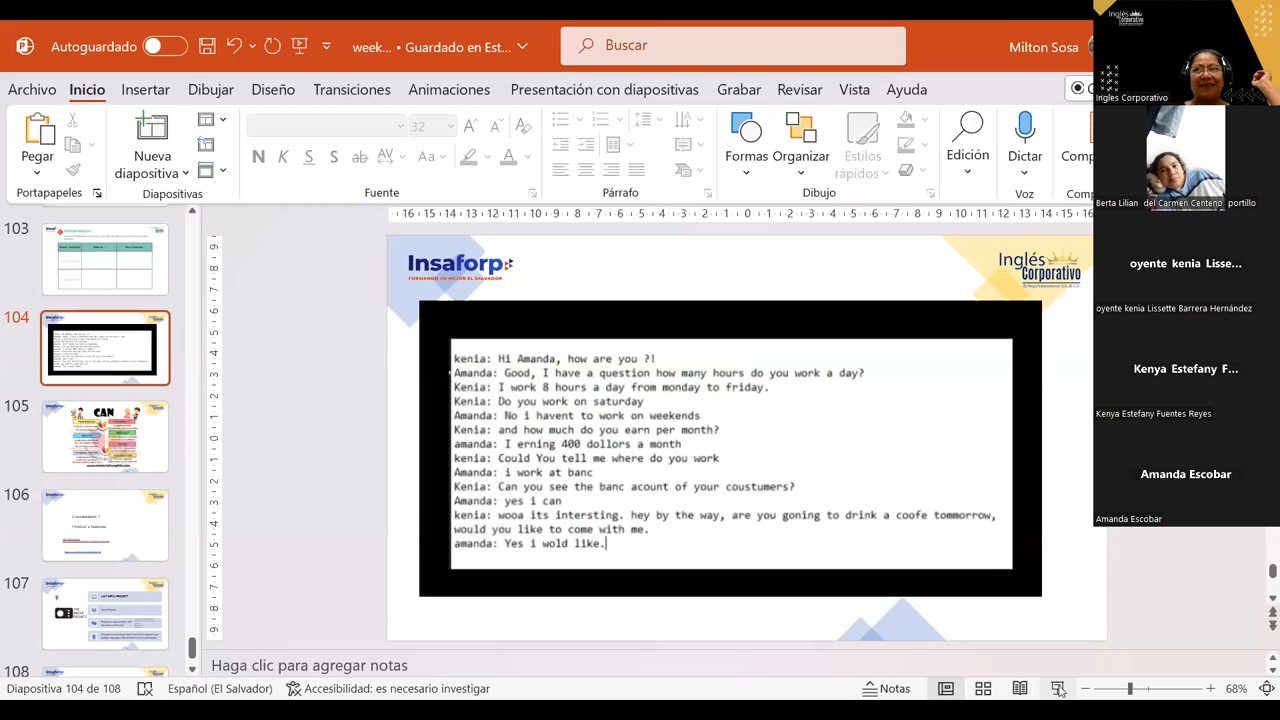 Autoguardado
week... • Guardado en Est...
Buscar
Milton Sosa
Archivo Inicio Insertar Dibujar Diseño Transiciones Animaciones Presentación con diapositivas Grabar Revisar Vista Ayuda
32
Pegar
Nueva diapositiva
Formas
Organizar
Estilos rápidos
Edición
Dictar
Portapapeles
Diapositivas
Fuente
Párrafo
Dibujo
Voz
103
104
105
CAN
106
107
108
Insaforp
FORMANDO UN MEJOR EL SALVADOR
Inglés Corporativo
kenia: Hi Amanda, how are you ?!
Amanda: Good, I have a question how many hours do you work a day?
Kenia: I work 8 hours a day from monday to friday.
Kenia: Do you work on saturday
Amanda: No i havent to work on weekends
Kenia: and how much do you earn per month?
amanda: I erning 400 dollors a month
kenia: Could You tell me where do you work
Amanda: i work at banc
Kenia: Can you see the banc acount of your coustumers?
Amanda: yes i can
kenia: wooa its intersting. hey by the way, are you goning to drink a coofe tommorrow,
would you like to come with me.
amanda: Yes i wold like.
Haga clic para agregar notas
Diapositiva 104 de 108 Español (El Salvador) Accesibilidad: es necesario investigar Notas 68%
Inglés Corporativo
Ingles Corporativo
Berta Lilian del Carmen Centeno portillo
oyente kenia Lisse...
oyente kenia Lissette Barrera Hernández
Kenya Estefany F...
Kenya Estefany Fuentes Reyes
Amanda Escobar
Amanda Escobar